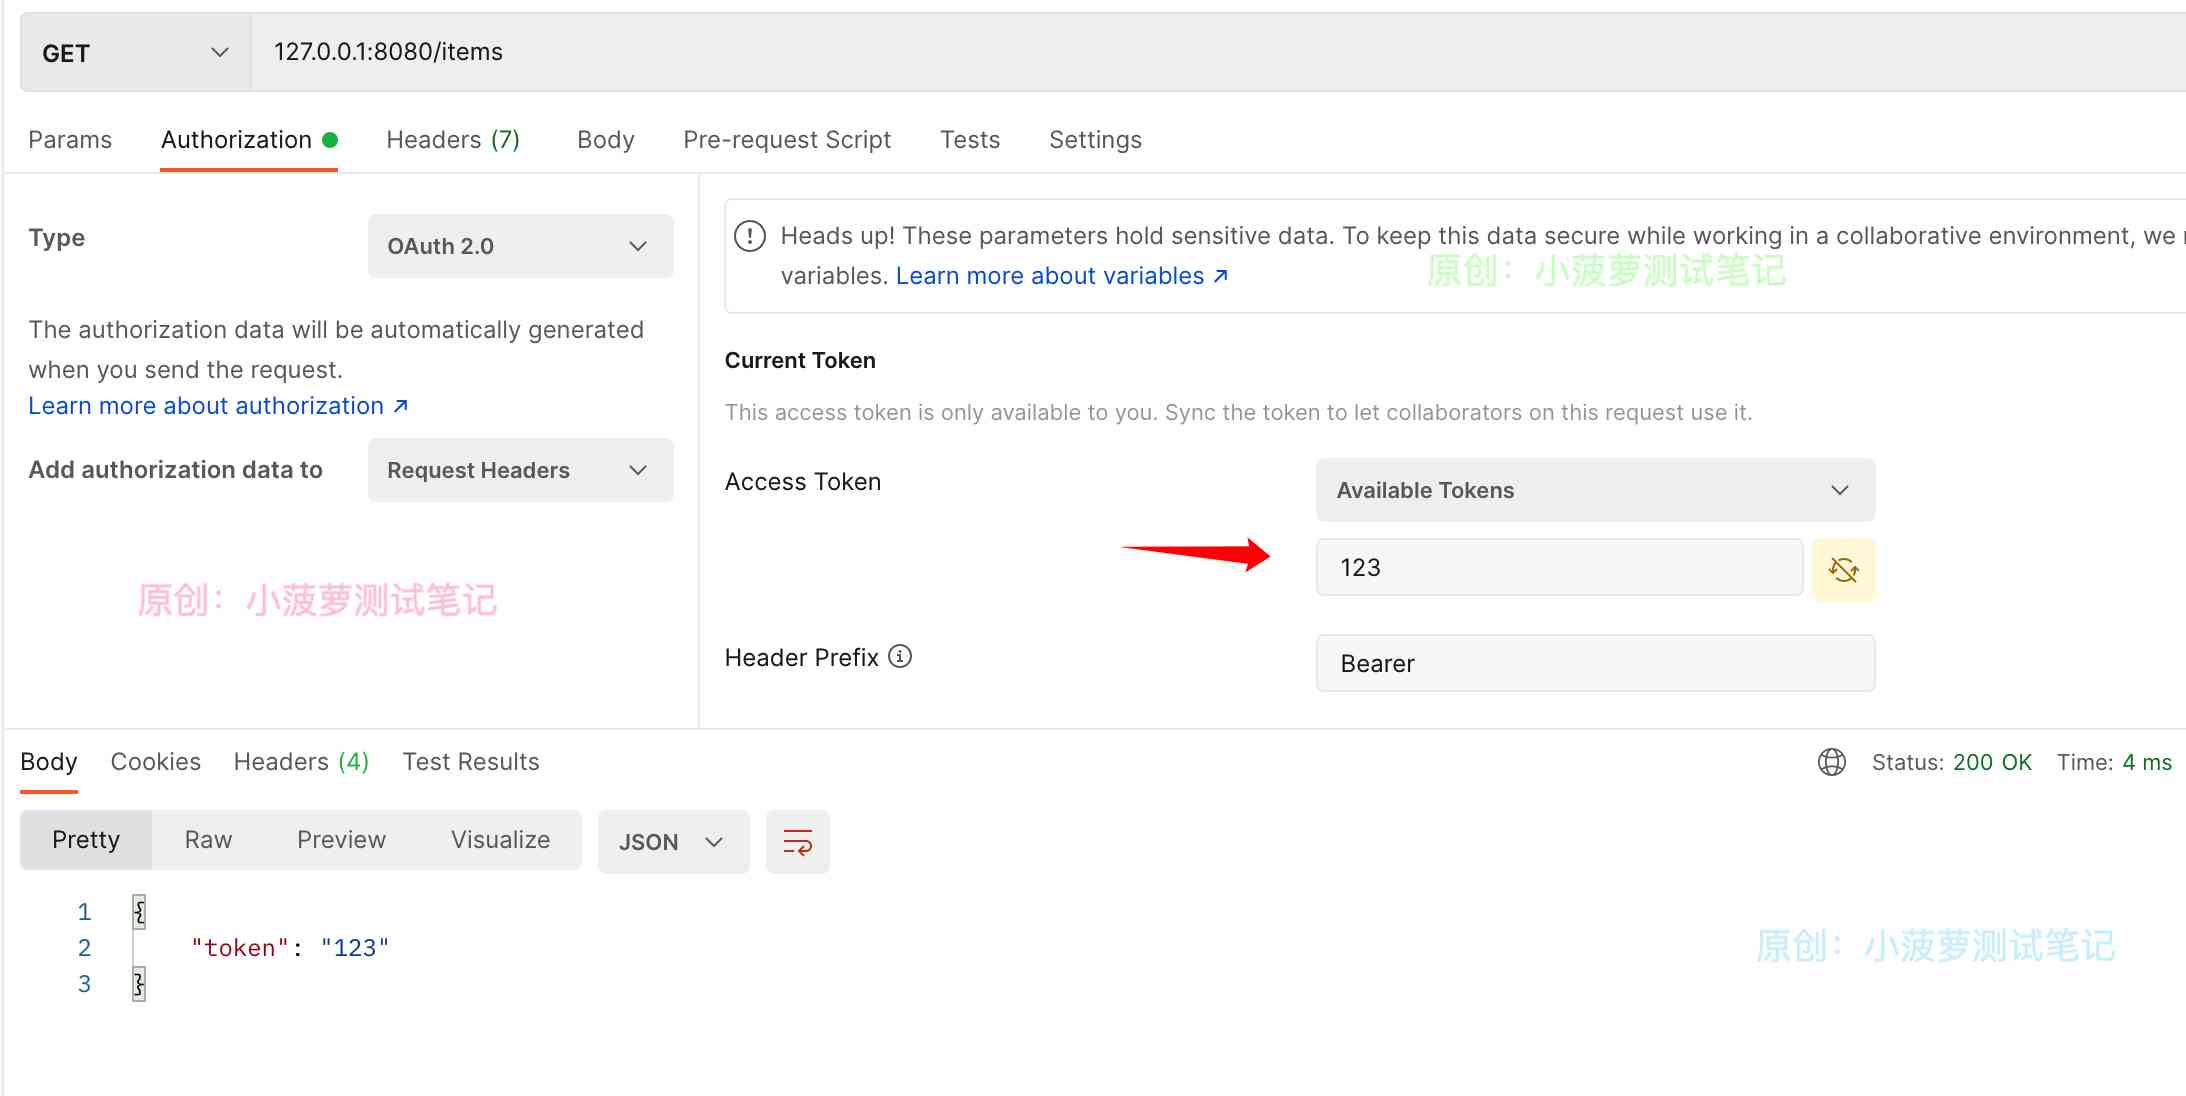 GET 127.0.0.1:8080/items
Params Authorization Headers (7) Body Pre-request Script Tests Settings
Type OAuth 2.0
The authorization data will be automatically generated
when you send the request.
Learn more about authorization ↗
Add authorization data to Request Headers
原创：小菠萝测试笔记
Heads up! These parameters hold sensitive data. To keep this data secure while working in a collaborative environment, we
variables. Learn more about variables ↗
原创：小菠萝测试笔记
Current Token
This access token is only available to you. Sync the token to let collaborators on this request use it.
Access Token Available Tokens
123
Header Prefix Bearer
Body Cookies Headers (4) Test Results Status: 200 OK Time: 4 ms
Pretty Raw Preview Visualize JSON
1 {
2 "token": "123"
3 }
原创：小菠萝测试笔记